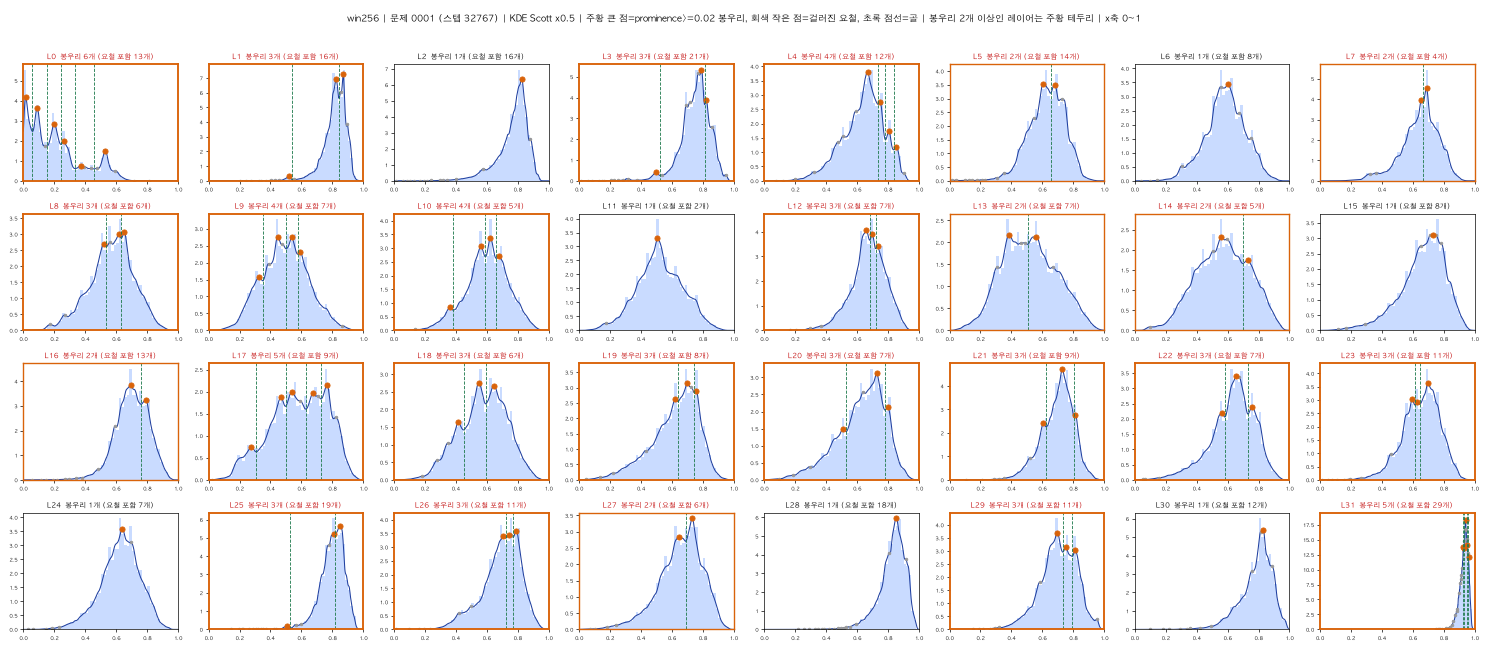 win256 | 문제 0001 (스텝 32767) | KDE Scott x0.5 | 주황 큰 점=prominence>=0.02 봉우리, 회색 작은 점=걸러진 요철, 초록 점선=골 | 봉우리 2개 이상인 레이어는 주황 테두리 | x축 0~1
L0 봉우리 6개 (요철 포함 13개)
L1 봉우리 3개 (요철 포함 16개)
L2 봉우리 1개 (요철 포함 16개)
L3 봉우리 3개 (요철 포함 21개)
L4 봉우리 4개 (요철 포함 12개)
L5 봉우리 2개 (요철 포함 14개)
L6 봉우리 1개 (요철 포함 8개)
L7 봉우리 2개 (요철 포함 4개)
L8 봉우리 3개 (요철 포함 6개)
L9 봉우리 4개 (요철 포함 7개)
L10 봉우리 4개 (요철 포함 5개)
L11 봉우리 1개 (요철 포함 2개)
L12 봉우리 3개 (요철 포함 7개)
L13 봉우리 2개 (요철 포함 7개)
L14 봉우리 2개 (요철 포함 5개)
L15 봉우리 1개 (요철 포함 8개)
L16 봉우리 2개 (요철 포함 13개)
L17 봉우리 5개 (요철 포함 9개)
L18 봉우리 3개 (요철 포함 6개)
L19 봉우리 3개 (요철 포함 8개)
L20 봉우리 3개 (요철 포함 7개)
L21 봉우리 3개 (요철 포함 9개)
L22 봉우리 3개 (요철 포함 7개)
L23 봉우리 3개 (요철 포함 11개)
L24 봉우리 1개 (요철 포함 7개)
L25 봉우리 3개 (요철 포함 19개)
L26 봉우리 3개 (요철 포함 11개)
L27 봉우리 2개 (요철 포함 6개)
L28 봉우리 1개 (요철 포함 18개)
L29 봉우리 3개 (요철 포함 11개)
L30 봉우리 1개 (요철 포함 12개)
L31 봉우리 5개 (요철 포함 29개)